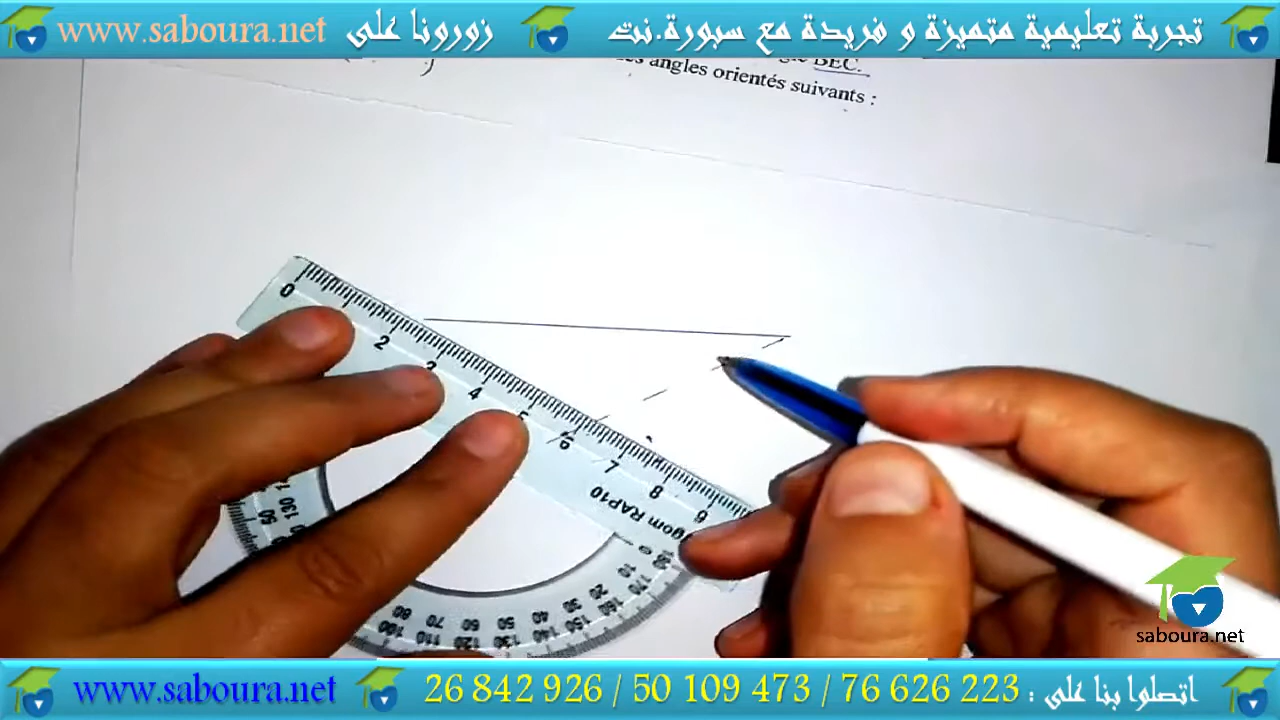 www.saboura.net زورونا على تجربة تعليمية متميزة و فريدة مع سبورة.نت
BEC.
angles orientés suivants :
0 2 3 4 5 6 7 8 9
RAP10
saboura.net
www.saboura.net 26 842 926 / 50 109 473 / 76 626 223 : اتصلوا بنا على